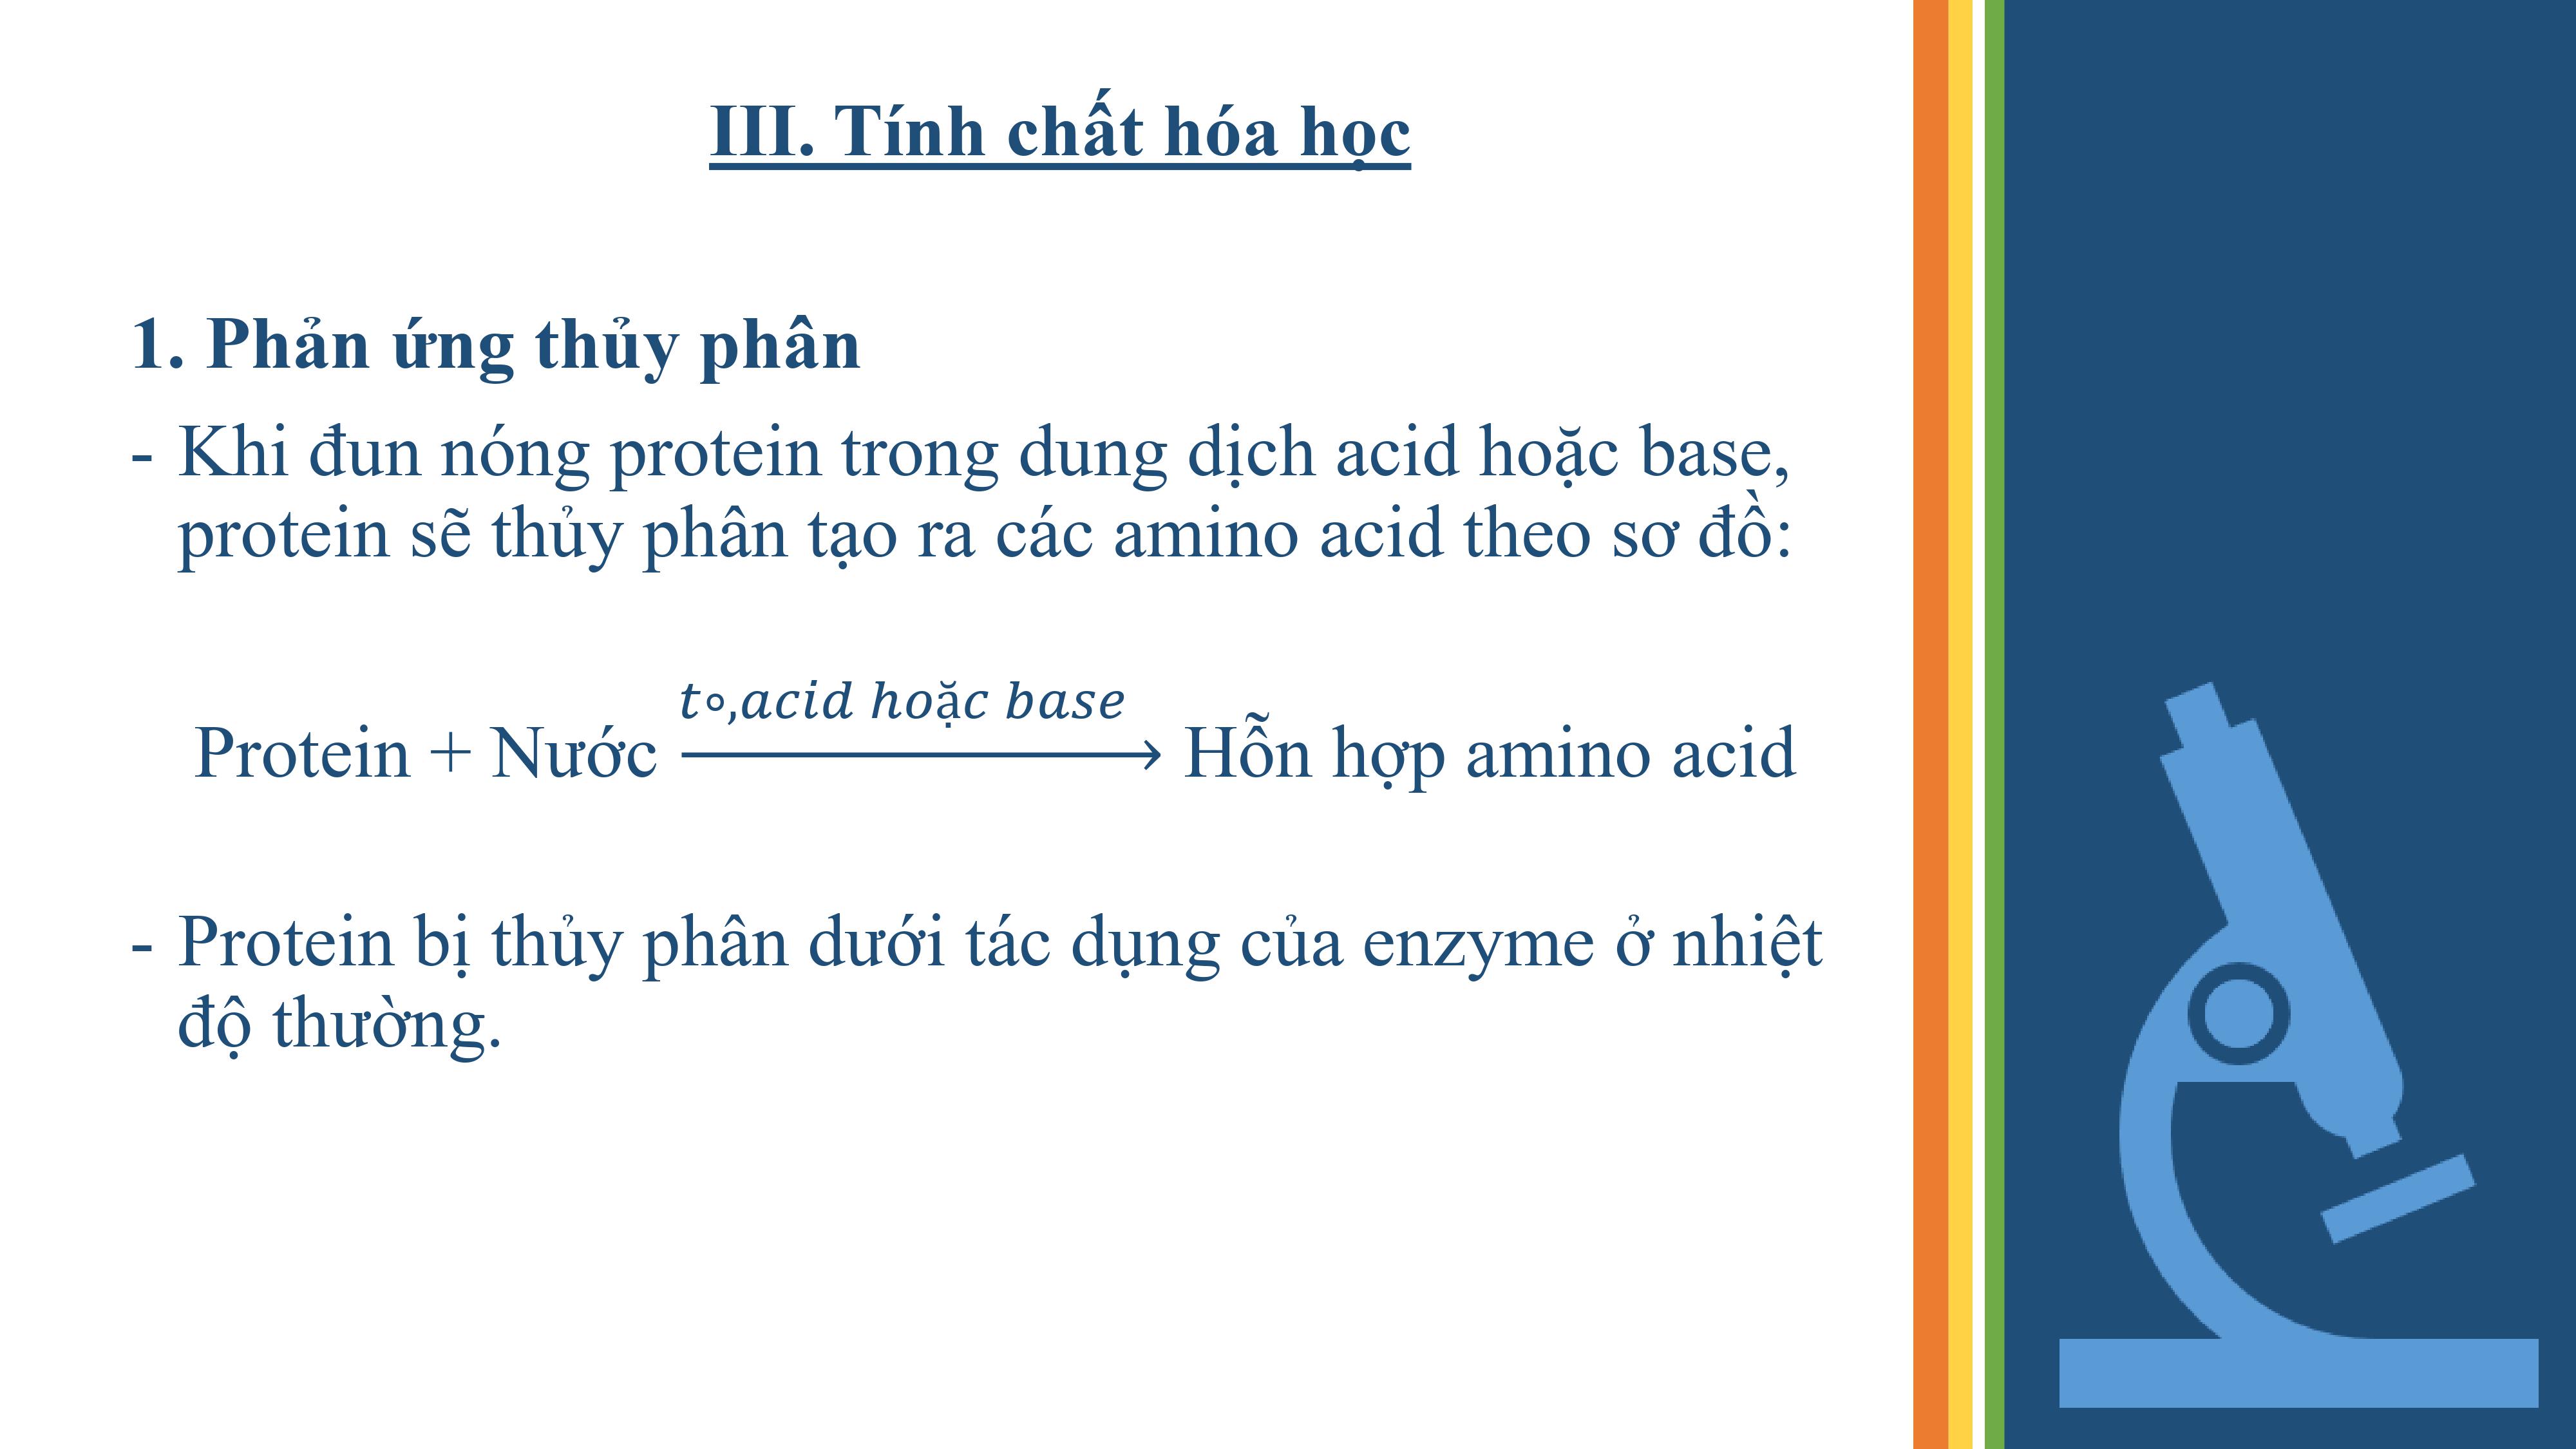 III. Tính chất hóa học
1. Phản ứng thủy phân
- Khi đun nóng protein trong dung dịch acid hoặc base,
protein sẽ thủy phân tạo ra các amino acid theo sơ đồ:
t∘,acid hoặc base
Protein + Nước ⟶ Hỗn hợp amino acid
- Protein bị thủy phân dưới tác dụng của enzyme ở nhiệt
độ thường.